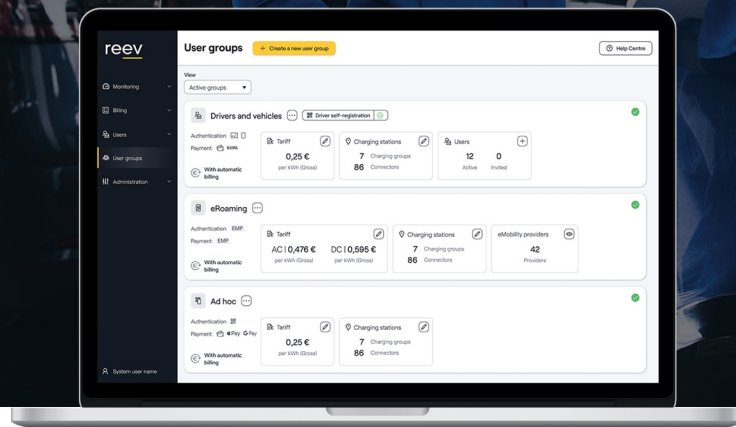 reev
Monitoring
Billing
Users
User groups
Administration
System user name
User groups
+ Create a new user group
Help Centre
View
Active groups
Drivers and vehicles
Driver self-registration
Authentication
Payment:
With automatic
billing
Tariff
0,25 €
per kWh (Gross)
Charging stations
7 Charging groups
86 Connectors
Users
12 0
Active Invited
eRoaming
Authentication EMP
Payment: EMP
With automatic
billing
Tariff
AC | 0,476 € DC | 0,595 €
per kWh (Gross) per kWh (Gross)
Charging stations
7 Charging groups
86 Connectors
eMobility providers
42
Providers
Ad hoc
Authentication
Payment: Pay G Pay
With automatic
billing
Tariff
0,25 €
per kWh (Gross)
Charging stations
7 Charging groups
86 Connectors